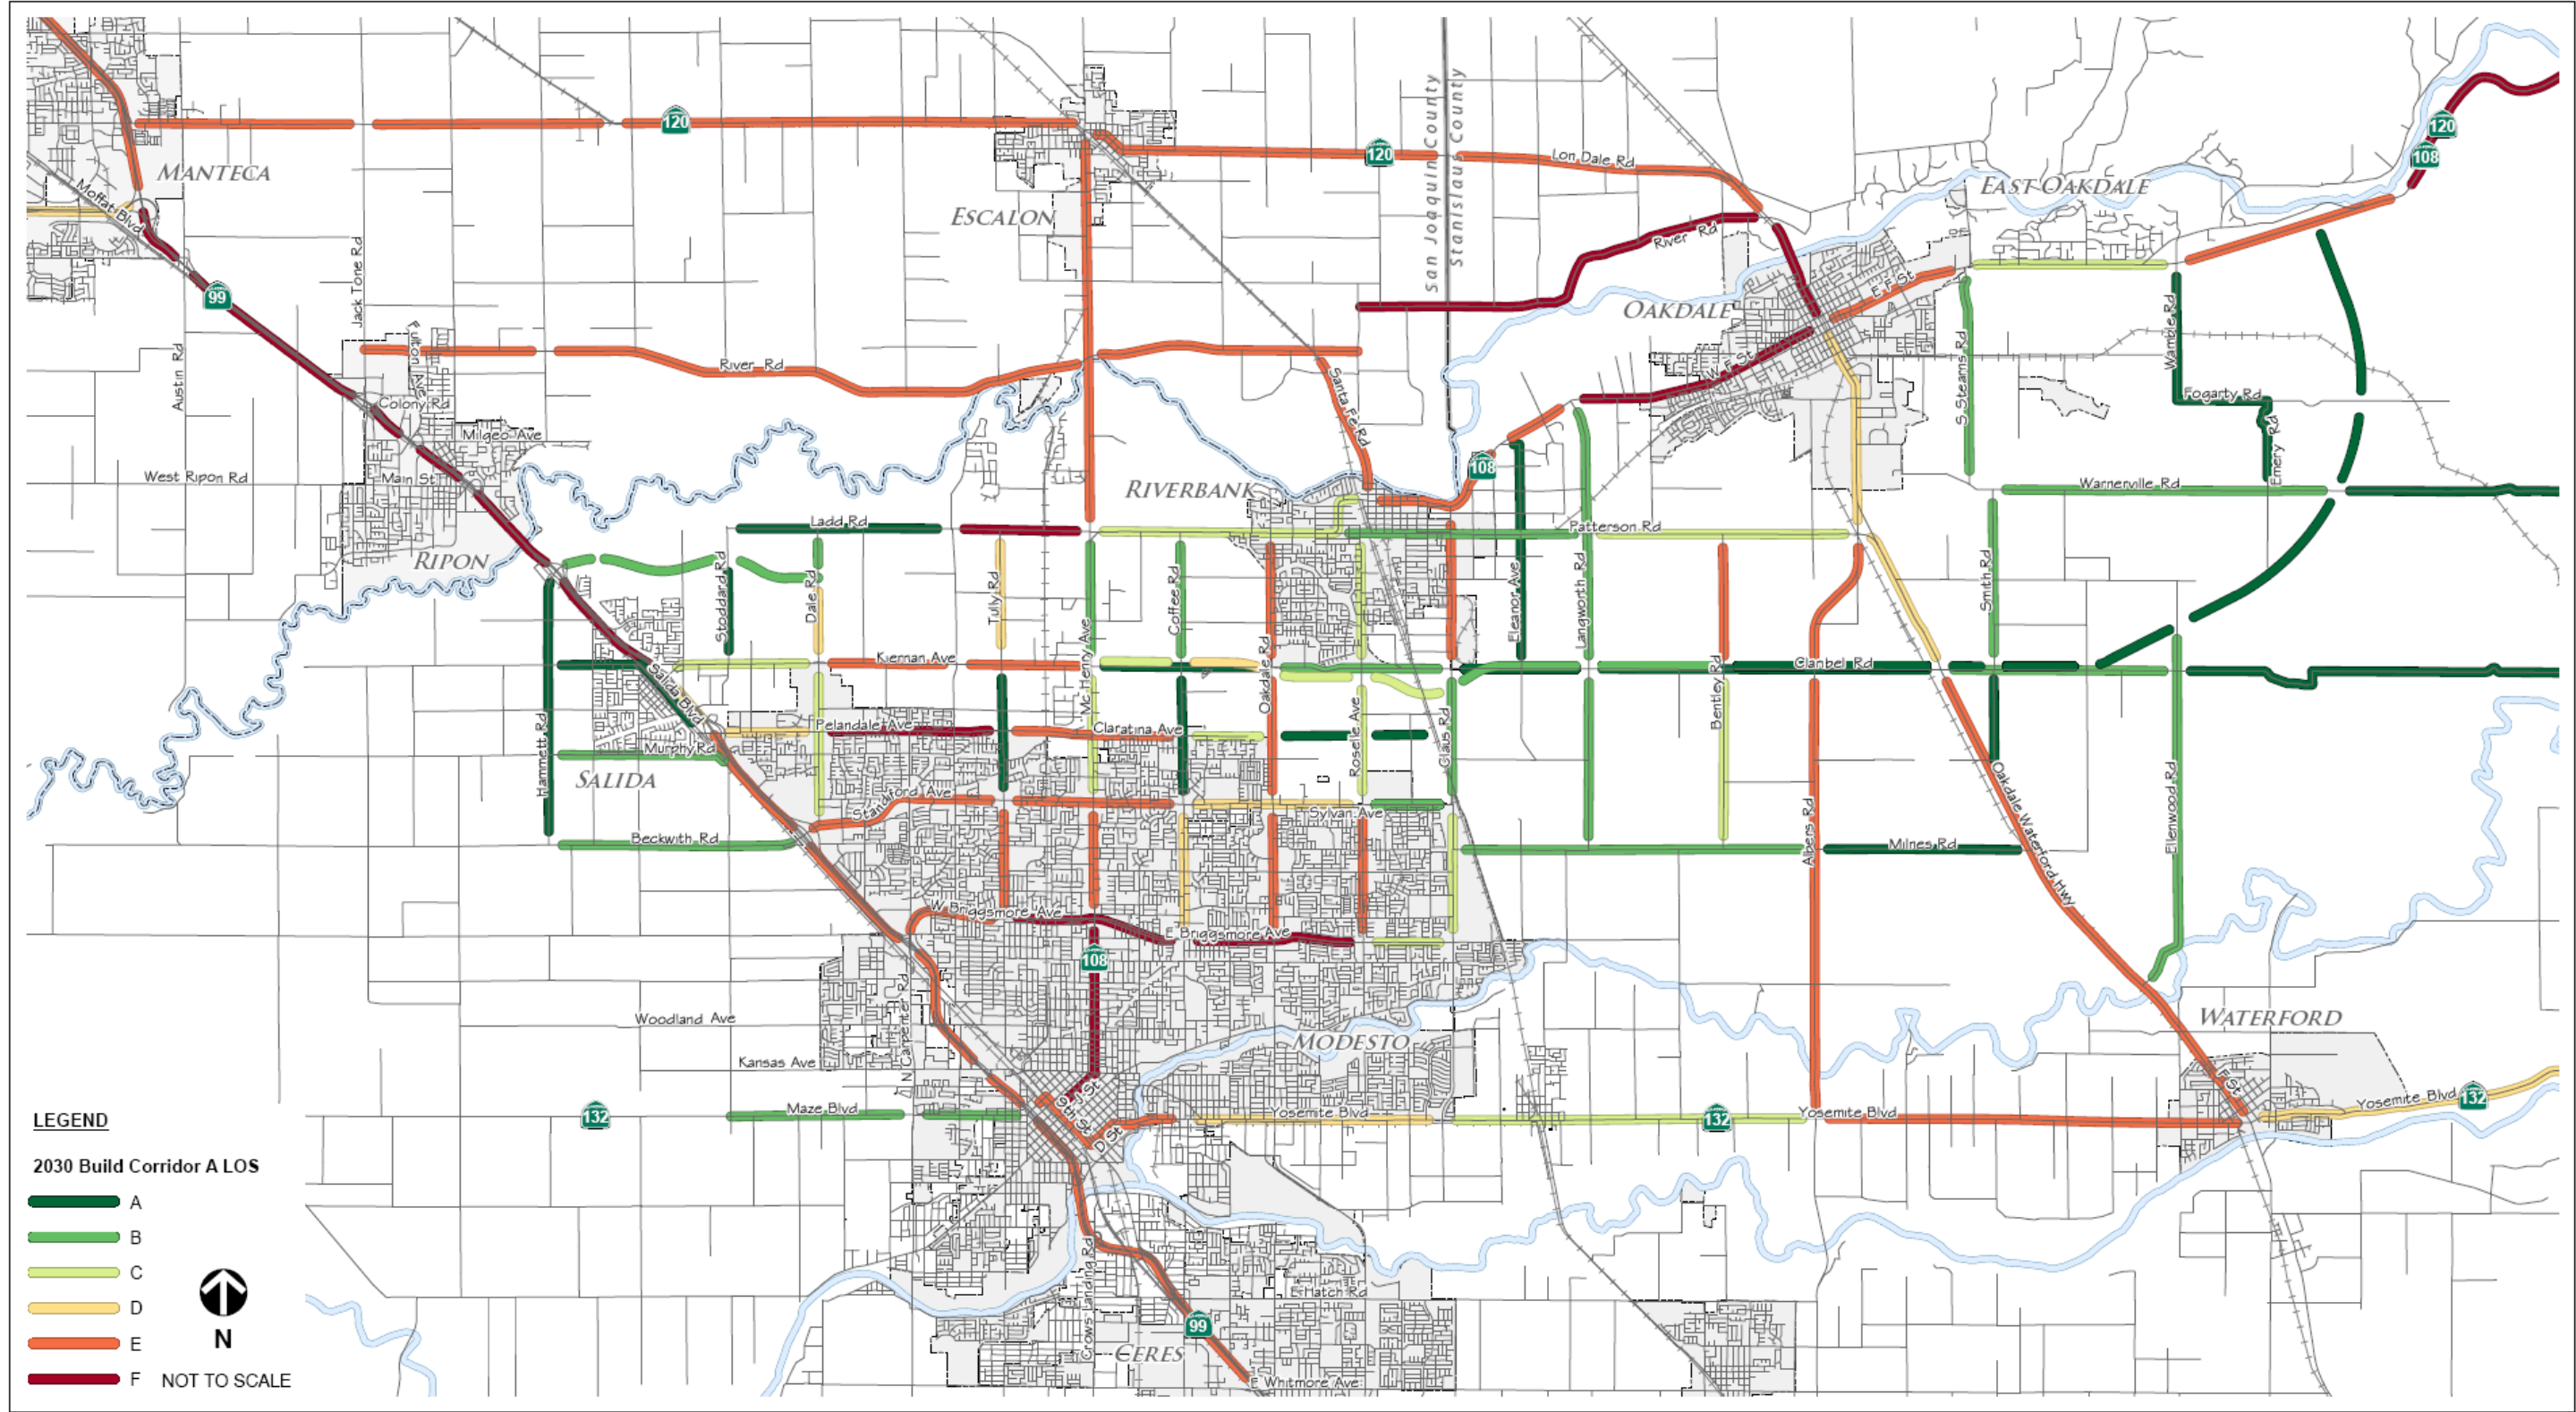 120
San Joaquin County
Stanislaus County
120
Lon Dale Rd
120
108
MANTECA
Moffat Blvd
ESCALON
EAST OAKDALE
River Rd
99
Jack Tone Rd
OAKDALE
E F St
Austin Rd
Fulton Ave
River Rd
Santa Fe Rd
W F St
S Stearns Rd
Wamble Rd
Fogarty Rd
Colony Rd
Milgeo Ave
Emery Rd
West Ripon Rd
Main St
108
RIVERBANK
Warnerville Rd
RIPON
Ladd Rd
Patterson Rd
Stoddard Rd
Dale Rd
Tully Rd
Mc Henry Ave
Coffee Rd
Oakdale Rd
Eleanor Ave
Langworth Rd
Smith Rd
Kiernan Ave
Claribel Rd
Salida Blvd
Hammett Rd
Pelandale Ave
Claratina Ave
Roselle Ave
Claus Rd
Bentley Rd
Murphy Rd
SALIDA
Standiford Ave
Sylvan Ave
Albers Rd
Oakdale Waterford Hwy
Ellenwood Rd
Beckwith Rd
Milnes Rd
W Briggsmore Ave
E Briggsmore Ave
108
N Carpenter Rd
Woodland Ave
Kansas Ave
MODESTO
WATERFORD
F St
Maze Blvd
132
9th St
I St
D St
Yosemite Blvd
132
Yosemite Blvd
Yosemite Blvd
132
Crows Landing Rd
E Hatch Rd
99
CERES
E Whitmore Ave
LEGEND
2030 Build Corridor A LOS
A
B
C
D
E
F
N
NOT TO SCALE